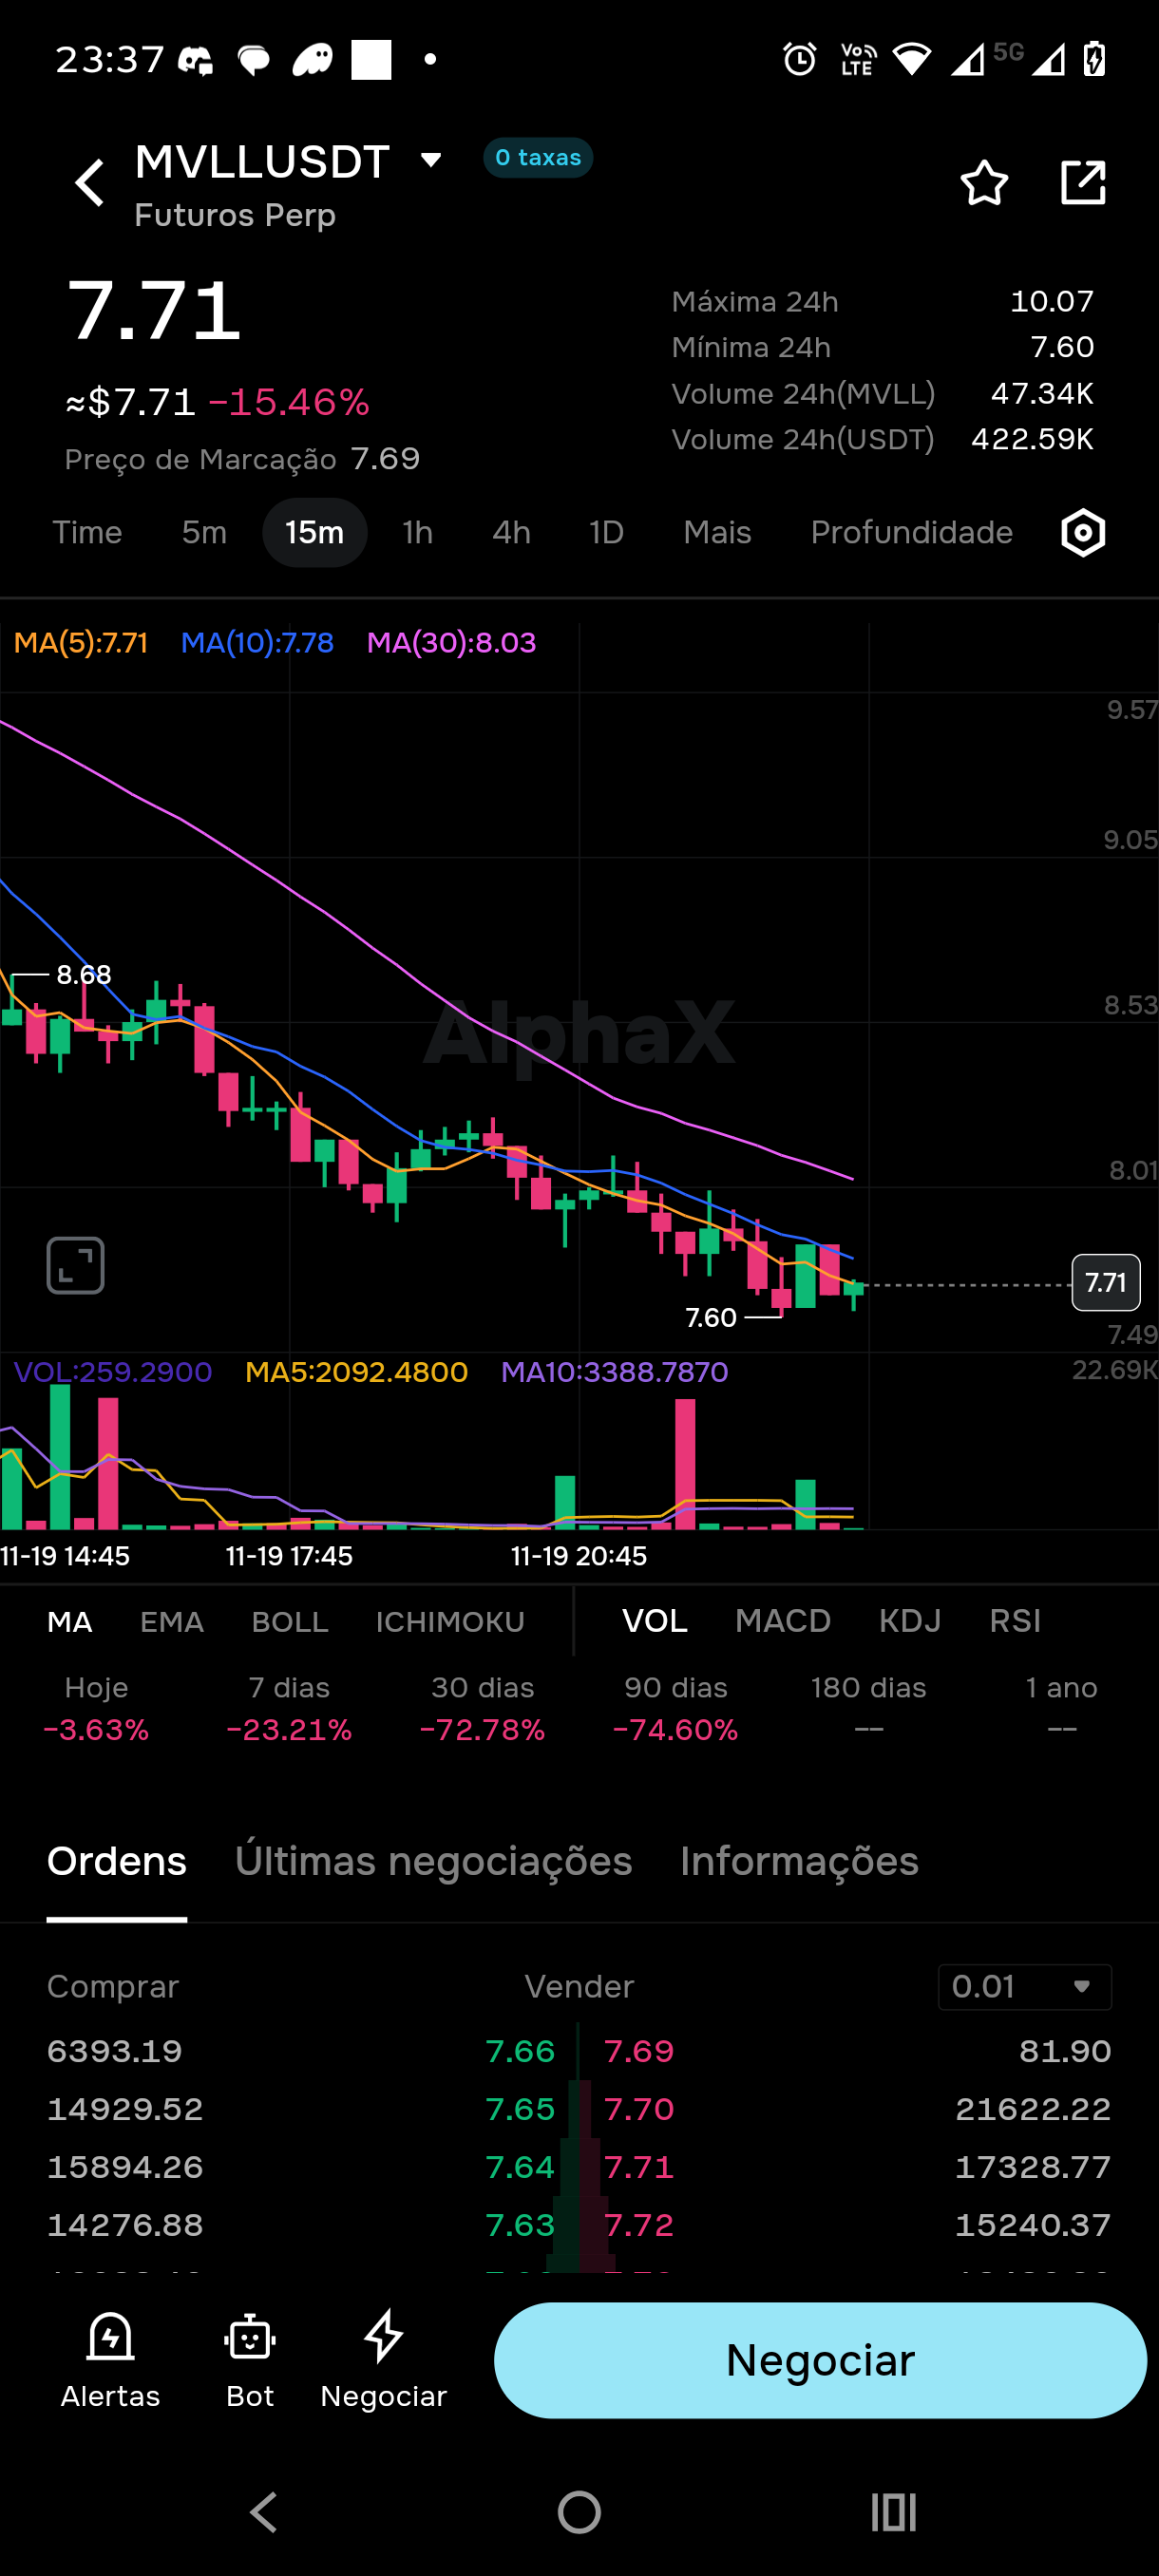 23:37
Vo) LTE
5G
MVLLUSDT 0 taxas
Futuros Perp
7.71
≈$7.71 -15.46%
Preço de Marcação 7.69
Máxima 24h 10.07
Mínima 24h 7.60
Volume 24h(MVLL) 47.34K
Volume 24h(USDT) 422.59K
Time 5m 15m 1h 4h 1D Mais Profundidade
MA(5):7.71 MA(10):7.78 MA(30):8.03
9.57
9.05
8.68
8.53
AlphaX
8.01
7.71
7.60
7.49
VOL:259.2900 MA5:2092.4800 MA10:3388.7870 22.69K
11-19 14:45 11-19 17:45 11-19 20:45
MA EMA BOLL ICHIMOKU VOL MACD KDJ RSI
Hoje 7 dias 30 dias 90 dias 180 dias 1 ano
-3.63% -23.21% -72.78% -74.60% -- --
Ordens Últimas negociações Informações
Comprar Vender 0.01
6393.19 7.66 7.69 81.90
14929.52 7.65 7.70 21622.22
15894.26 7.64 7.71 17328.77
14276.88 7.63 7.72 15240.37
Alertas Bot Negociar Negociar